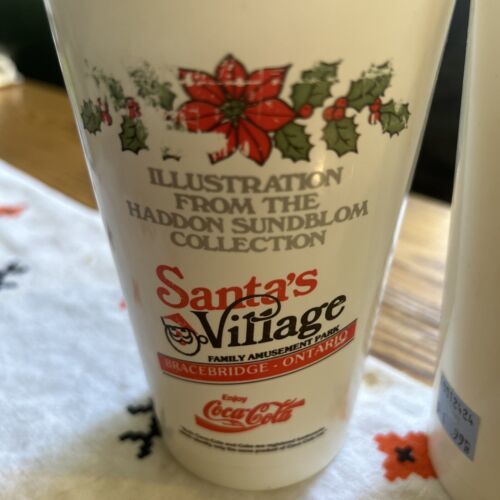 ILLUSTRATION
FROM THE
HADDON SUNDBLOM
COLLECTION
Santa's
Village
FAMILY AMUSEMENT PARK
BRACEBRIDGE - ONTARIO
Enjoy
Coca-Cola